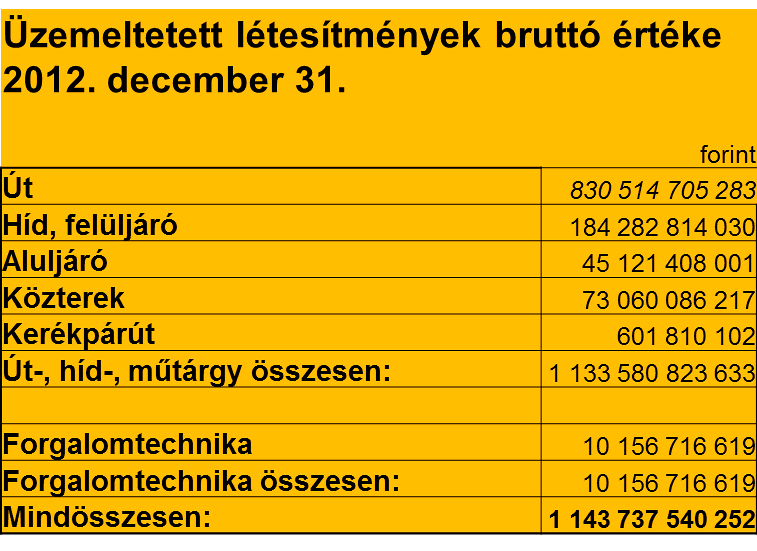 Üzemeltetett létesítmények bruttó értéke
2012. december 31.
forint
Út 830 514 705 283
Híd, felüljáró 184 282 814 030
Aluljáró 45 121 408 001
Közterek 73 060 086 217
Kerékpárút 601 810 102
Út-, híd-, műtárgy összesen: 1 133 580 823 633
Forgalomtechnika 10 156 716 619
Forgalomtechnika összesen: 10 156 716 619
Mindösszesen: 1 143 737 540 252